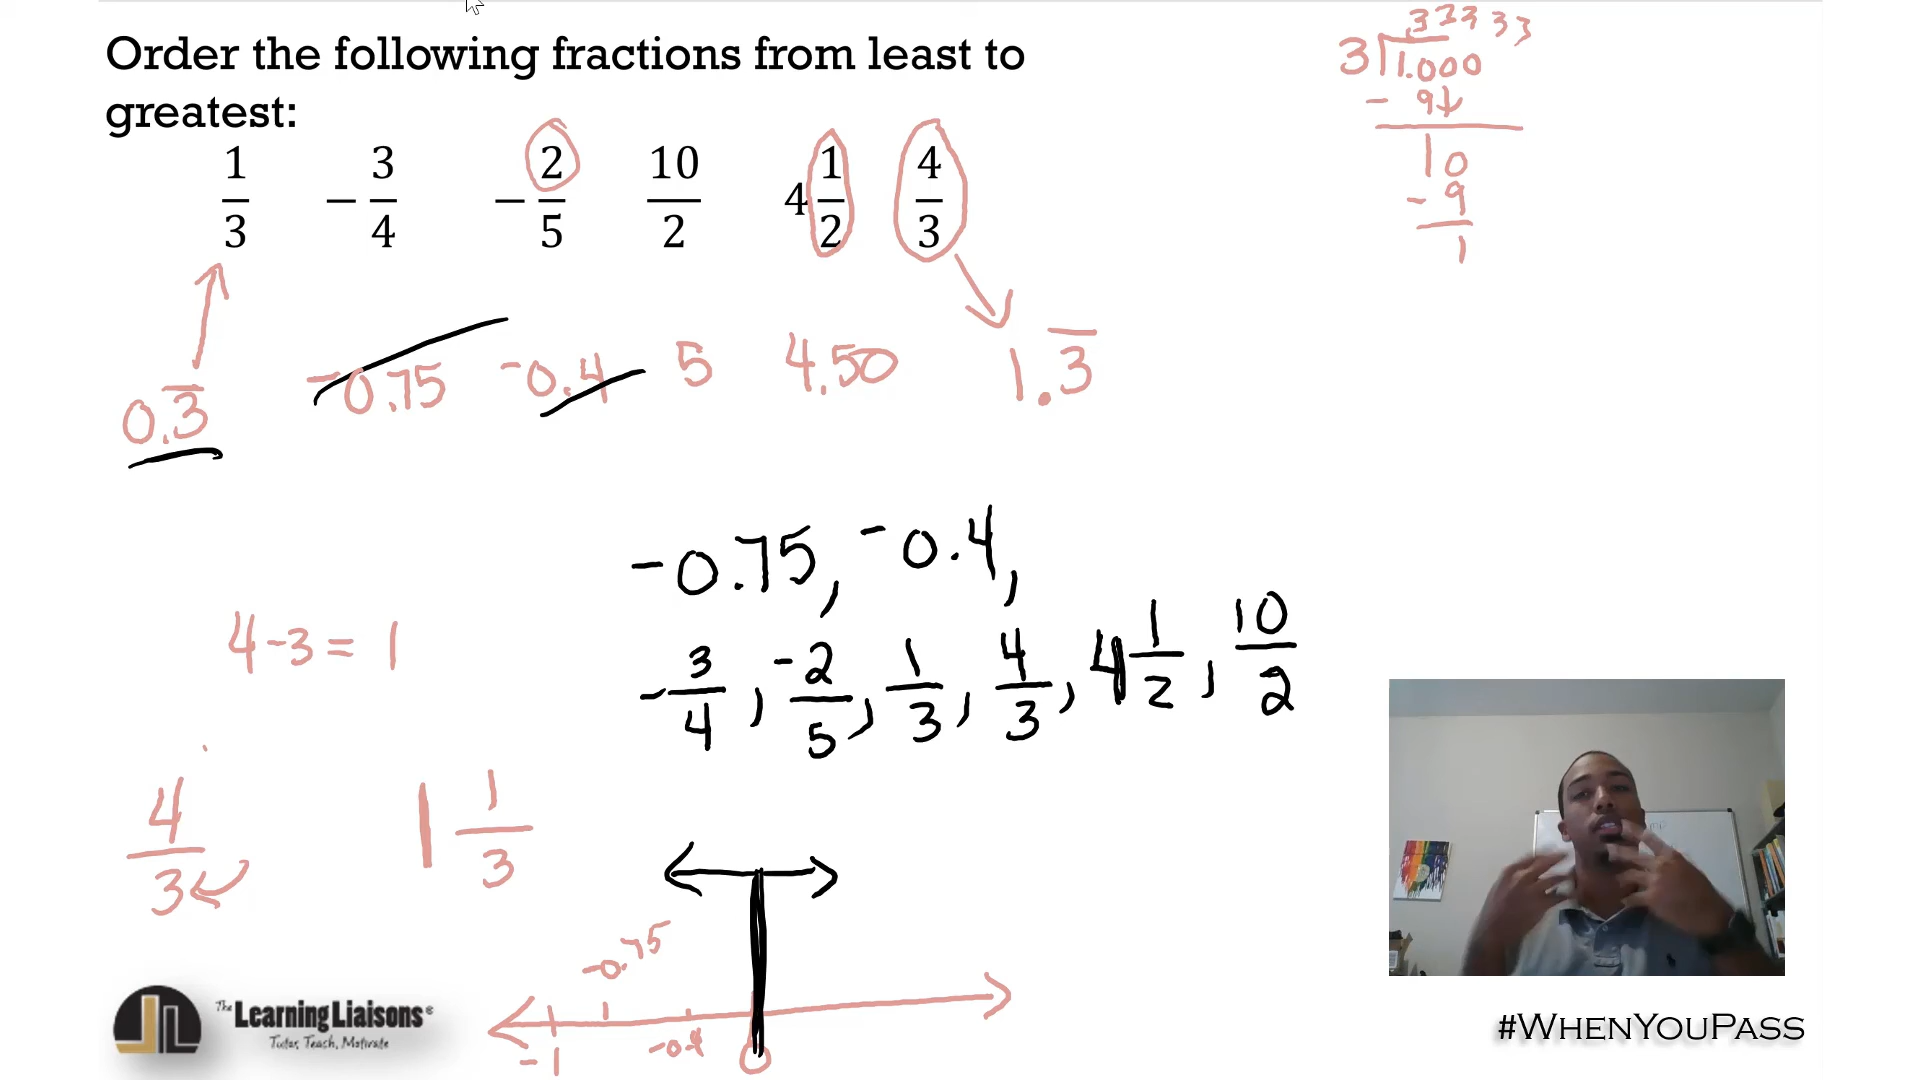 Order the following fractions from least to
greatest:
1/3 −3/4 −2/5 10/2 4 1/2 4/3
.33333
3 1.000
- 9
10
- 9
1
0.3̅ -0.75 -0.4 5 4.50 1.3̅
-0.75, -0.4,
-3/4, -2/5, 1/3, 4/3, 4 1/2, 10/2
4-3=1
4/3 1 1/3
-0.75
-1 -0.4 0
The Learning Liaisons®
Tutor, Teach, Motivate
#WhenYouPass